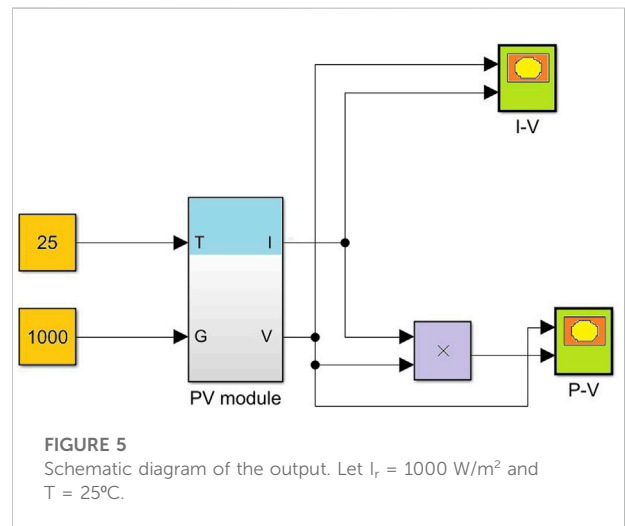 I-V
25
T I
1000
G V
×
PV module
P-V
FIGURE 5
Schematic diagram of the output. Let Iᵣ = 1000 W/m² and
T = 25ºC.